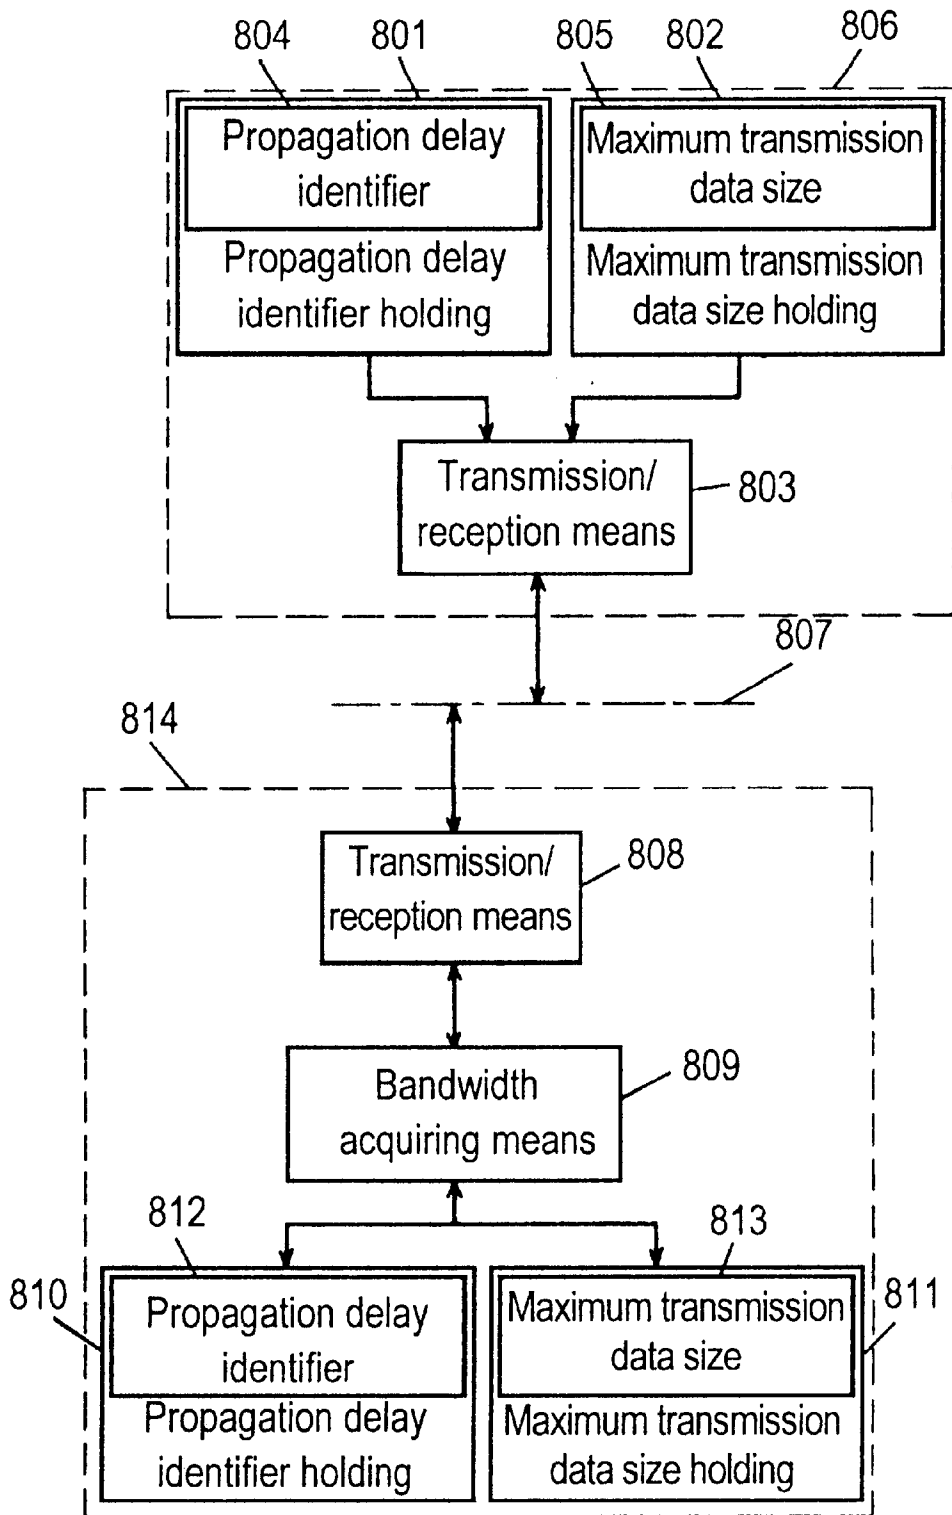 804 801 805 802 806
Propagation delay
identifier
Propagation delay
identifier holding
Maximum transmission
data size
Maximum transmission
data size holding
Transmission/
reception means
803
807
814
Transmission/
reception means
808
Bandwidth
acquiring means
809
812
813
810
811
Propagation delay
identifier
Propagation delay
identifier holding
Maximum transmission
data size
Maximum transmission
data size holding